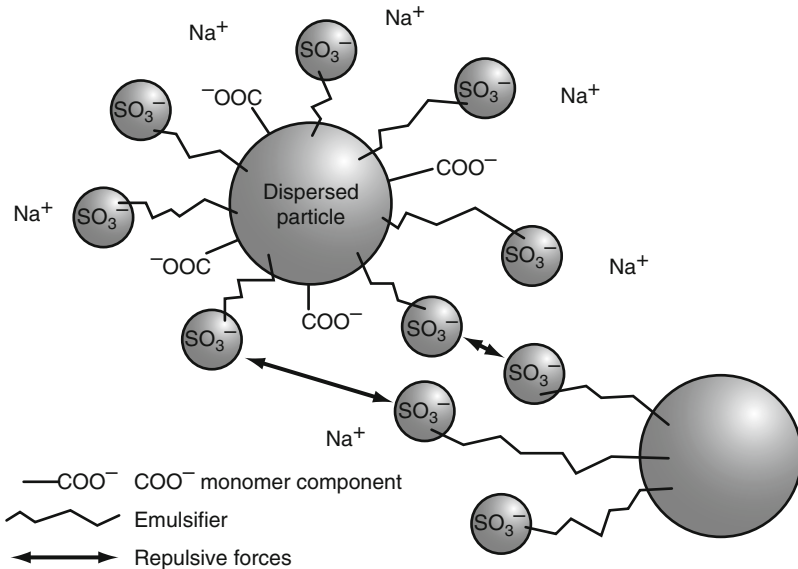 Na⁺
Na⁺
SO₃⁻
SO₃⁻
⁻OOC
SO₃⁻
Na⁺
COO⁻
Dispersed
particle
Na⁺
SO₃⁻
SO₃⁻
⁻OOC
Na⁺
COO⁻
SO₃⁻
SO₃⁻
SO₃⁻
SO₃⁻
Na⁺
COO⁻ COO⁻ monomer component
Emulsifier
SO₃⁻
Repulsive forces